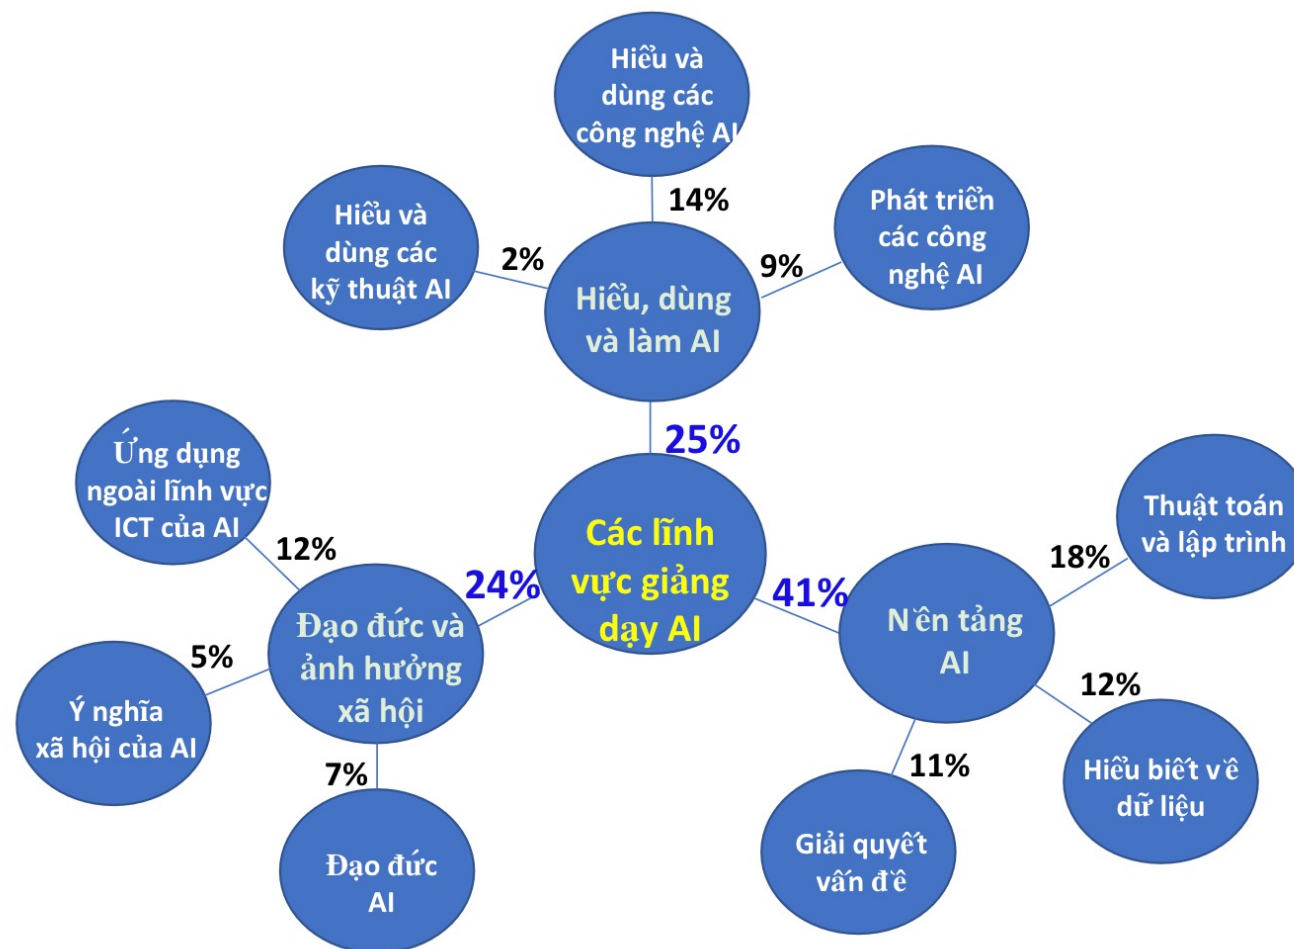 Hiểu và
dùng các
công nghệ AI
14%
Hiểu và
dùng các
kỹ thuật AI
2%
Phát triển
các công
nghệ AI
9%
Hiểu, dùng
và làm AI
25%
Các lĩnh
vực giảng
dạy AI
24%
41%
Ứng dụng
ngoài lĩnh vực
ICT của AI
12%
Đạo đức và
ảnh hưởng
xã hội
5%
Ý nghĩa
xã hội của AI
7%
Đạo đức
AI
Thuật toán
và lập trình
18%
Nền tảng
AI
12%
Hiểu biết về
dữ liệu
11%
Giải quyết
vấn đề